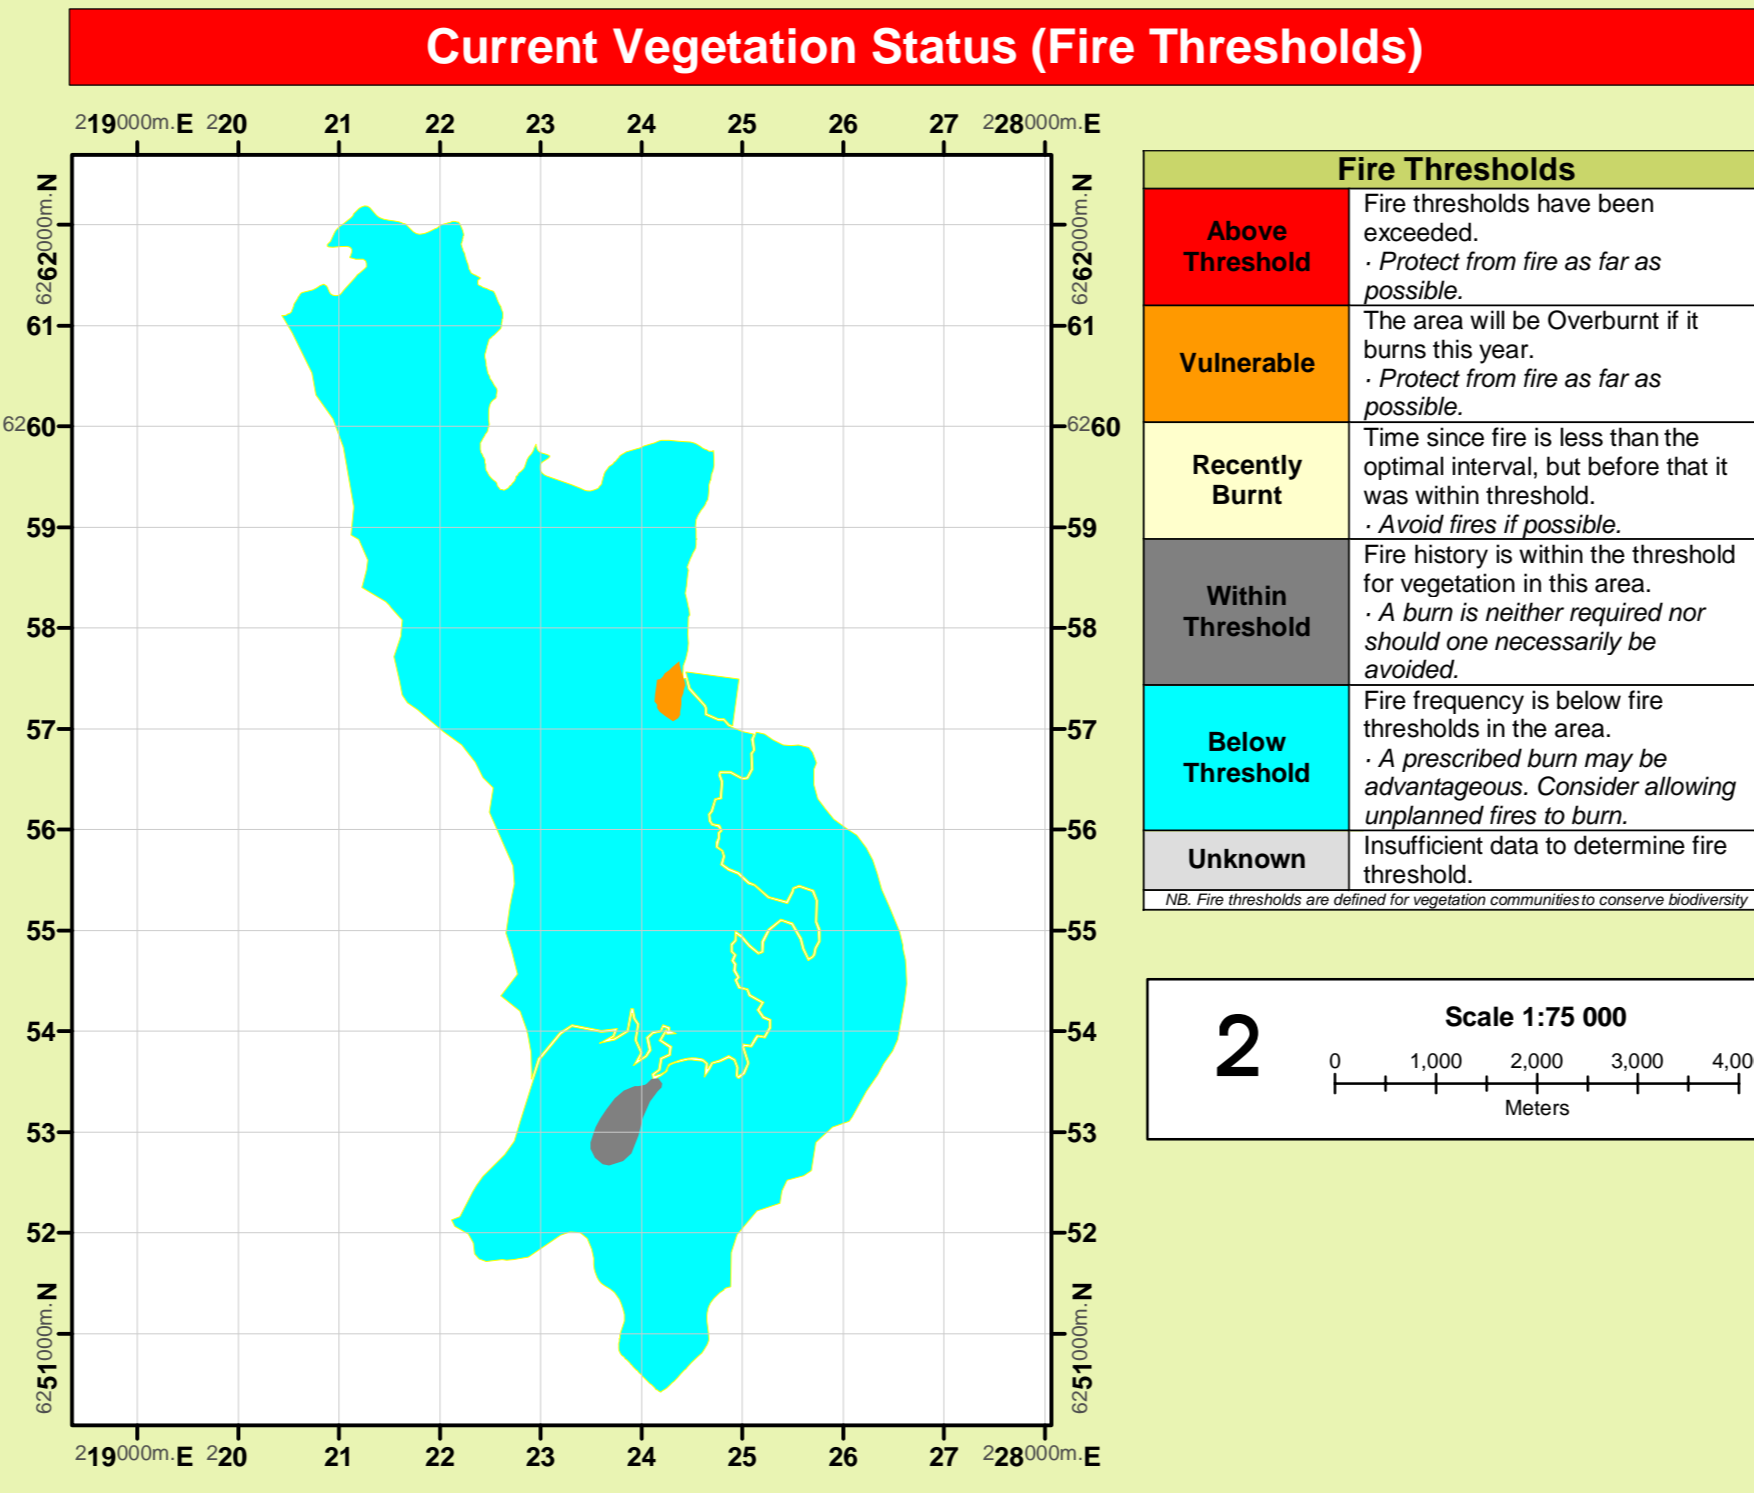 Current Vegetation Status (Fire Thresholds)
219000m.E 220 21 22 23 24 25 26 27 228000m.E
6262000m.N
6262000m.N
61
61
6260
6260
59
59
58
58
57
57
56
56
55
55
54
54
53
53
52
52
6251000m.N
6251000m.N
219000m.E 220 21 22 23 24 25 26 27 228000m.E
Fire Thresholds
Above
Threshold
Fire thresholds have been
exceeded.
· Protect from fire as far as
possible.
Vulnerable
The area will be Overburnt if it
burns this year.
· Protect from fire as far as
possible.
Recently
Burnt
Time since fire is less than the
optimal interval, but before that it
was within threshold.
· Avoid fires if possible.
Within
Threshold
Fire history is within the threshold
for vegetation in this area.
· A burn is neither required nor
should one necessarily be
avoided.
Below
Threshold
Fire frequency is below fire
thresholds in the area.
· A prescribed burn may be
advantageous. Consider allowing
unplanned fires to burn.
Unknown
Insufficient data to determine fire
threshold.
NB. Fire thresholds are defined for vegetation communities to conserve biodiversity
2
Scale 1:75 000
0 1,000 2,000 3,000
Meters